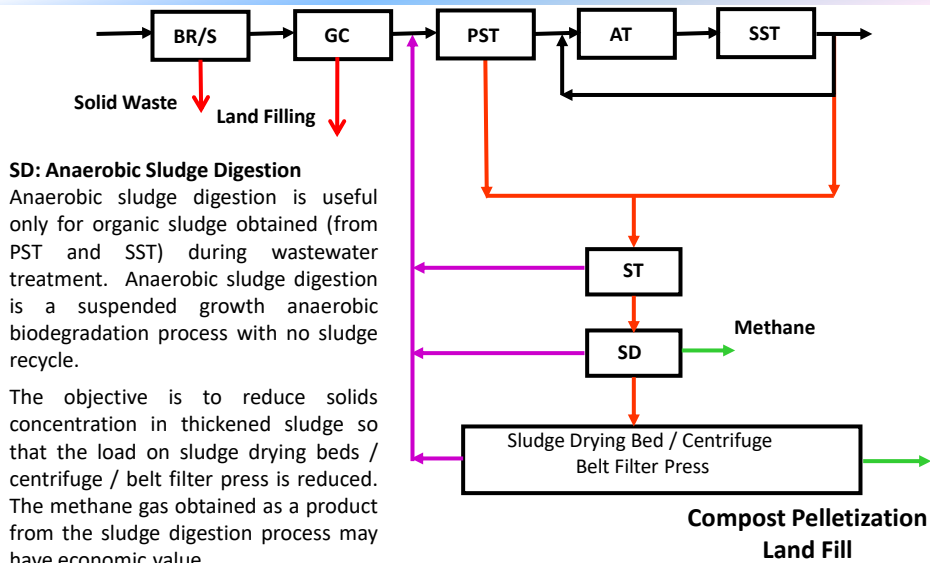 BR/S
GC
PST
AT
SST
Solid Waste
Land Filling
SD: Anaerobic Sludge Digestion
Anaerobic sludge digestion is useful
only for organic sludge obtained (from
PST and SST) during wastewater
treatment. Anaerobic sludge digestion
is a suspended growth anaerobic
biodegradation process with no sludge
recycle.
The objective is to reduce solids
concentration in thickened sludge so
that the load on sludge drying beds /
centrifuge / belt filter press is reduced.
The methane gas obtained as a product
from the sludge digestion process may
have economic value
ST
SD
Methane
Sludge Drying Bed / Centrifuge
Belt Filter Press
Compost Pelletization
Land Fill